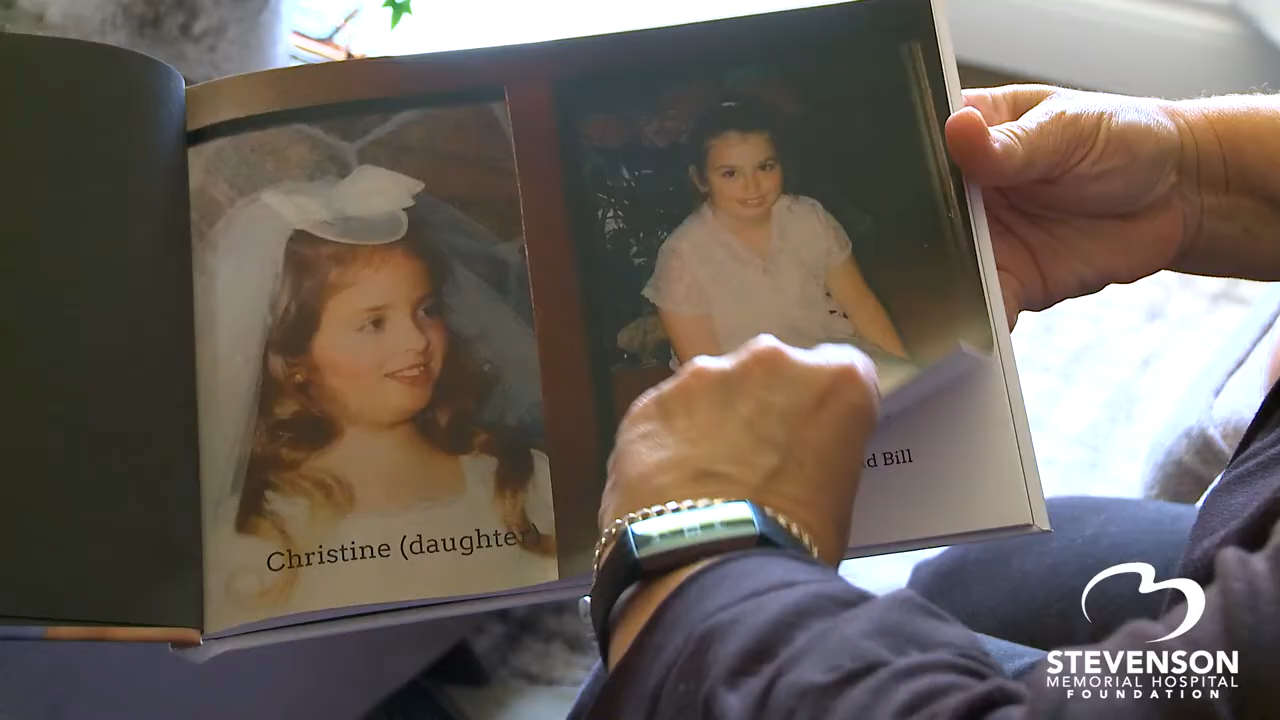 Christine (daughter)
Bill
STEVENSON
MEMORIAL HOSPITAL
FOUNDATION